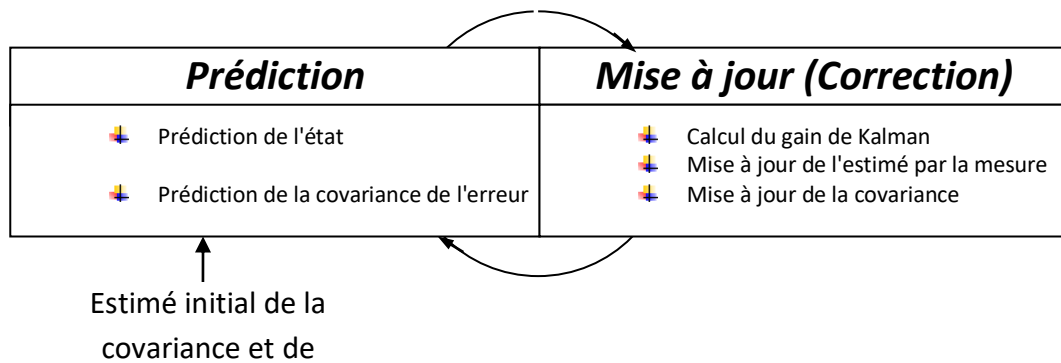 Prédiction
Mise à jour (Correction)
Prédiction de l'état
Prédiction de la covariance de l'erreur
Calcul du gain de Kalman
Mise à jour de l'estimé par la mesure
Mise à jour de la covariance
Estimé initial de la
covariance et de